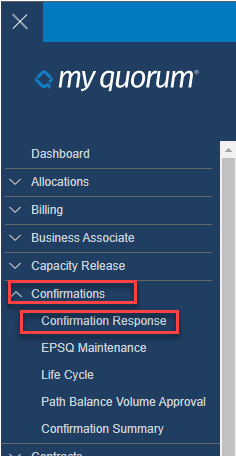 my quorum®
Dashboard
Allocations
Billing
Business Associate
Capacity Release
Confirmations
Confirmation Response
EPSQ Maintenance
Life Cycle
Path Balance Volume Approval
Confirmation Summary
Contracts